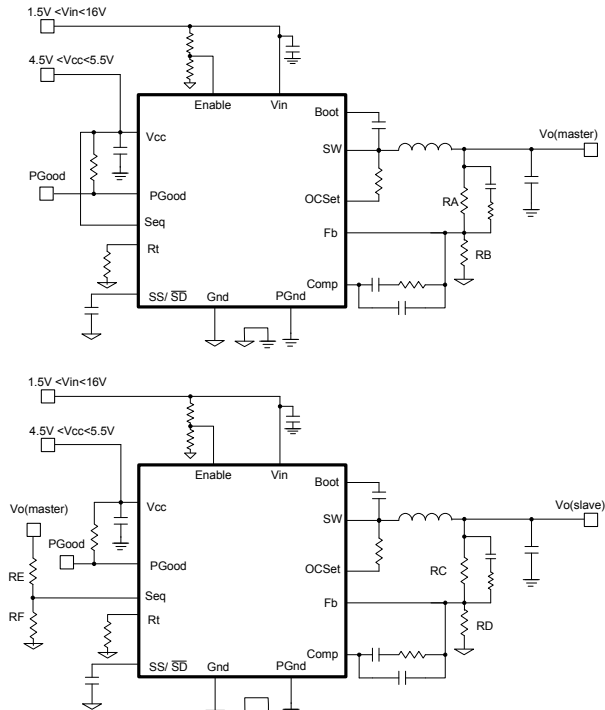 1.5V <Vin<16V
4.5V <Vcc<5.5V
Enable Vin
Boot
Vcc
SW
Vo(master)
PGood
PGood
OCSet
RA
Seq
Fb
Rt
RB
Comp
SS/ SD Gnd PGnd
1.5V <Vin<16V
4.5V <Vcc<5.5V
Enable Vin
Boot
Vcc
Vo(master)
SW
Vo(slave)
PGood
PGood
OCSet
RE
RC
Seq
Fb
RF
Rt
RD
Comp
SS/ SD Gnd PGnd